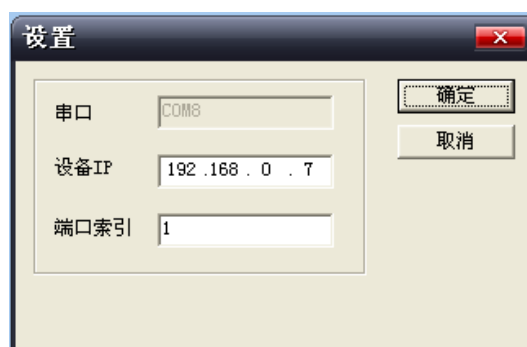 设置
串口 COM8
确定
取消
设备IP 192 .168 . 0 . 7
端口索引 1